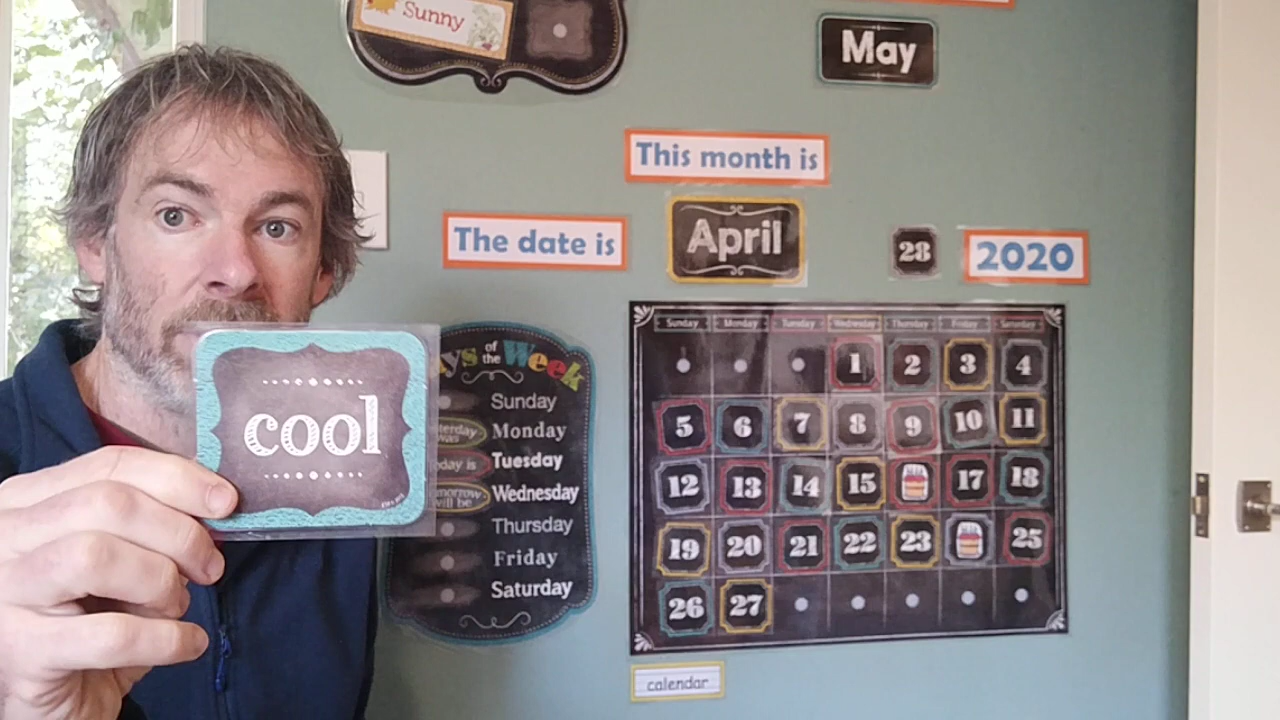 Sunny
May
This month is
The date is
April
28
2020
of
the
Week
Sunday
Monday
Tuesday
Wednesday
Thursday
Friday
Saturday
cool
Sunday Monday Tuesday Wednesday Thursday Friday Saturday
1 2 3 4
5 6 7 8 9 10 11
12 13 14 15 17 18
19 20 21 22 23 25
26 27
calendar